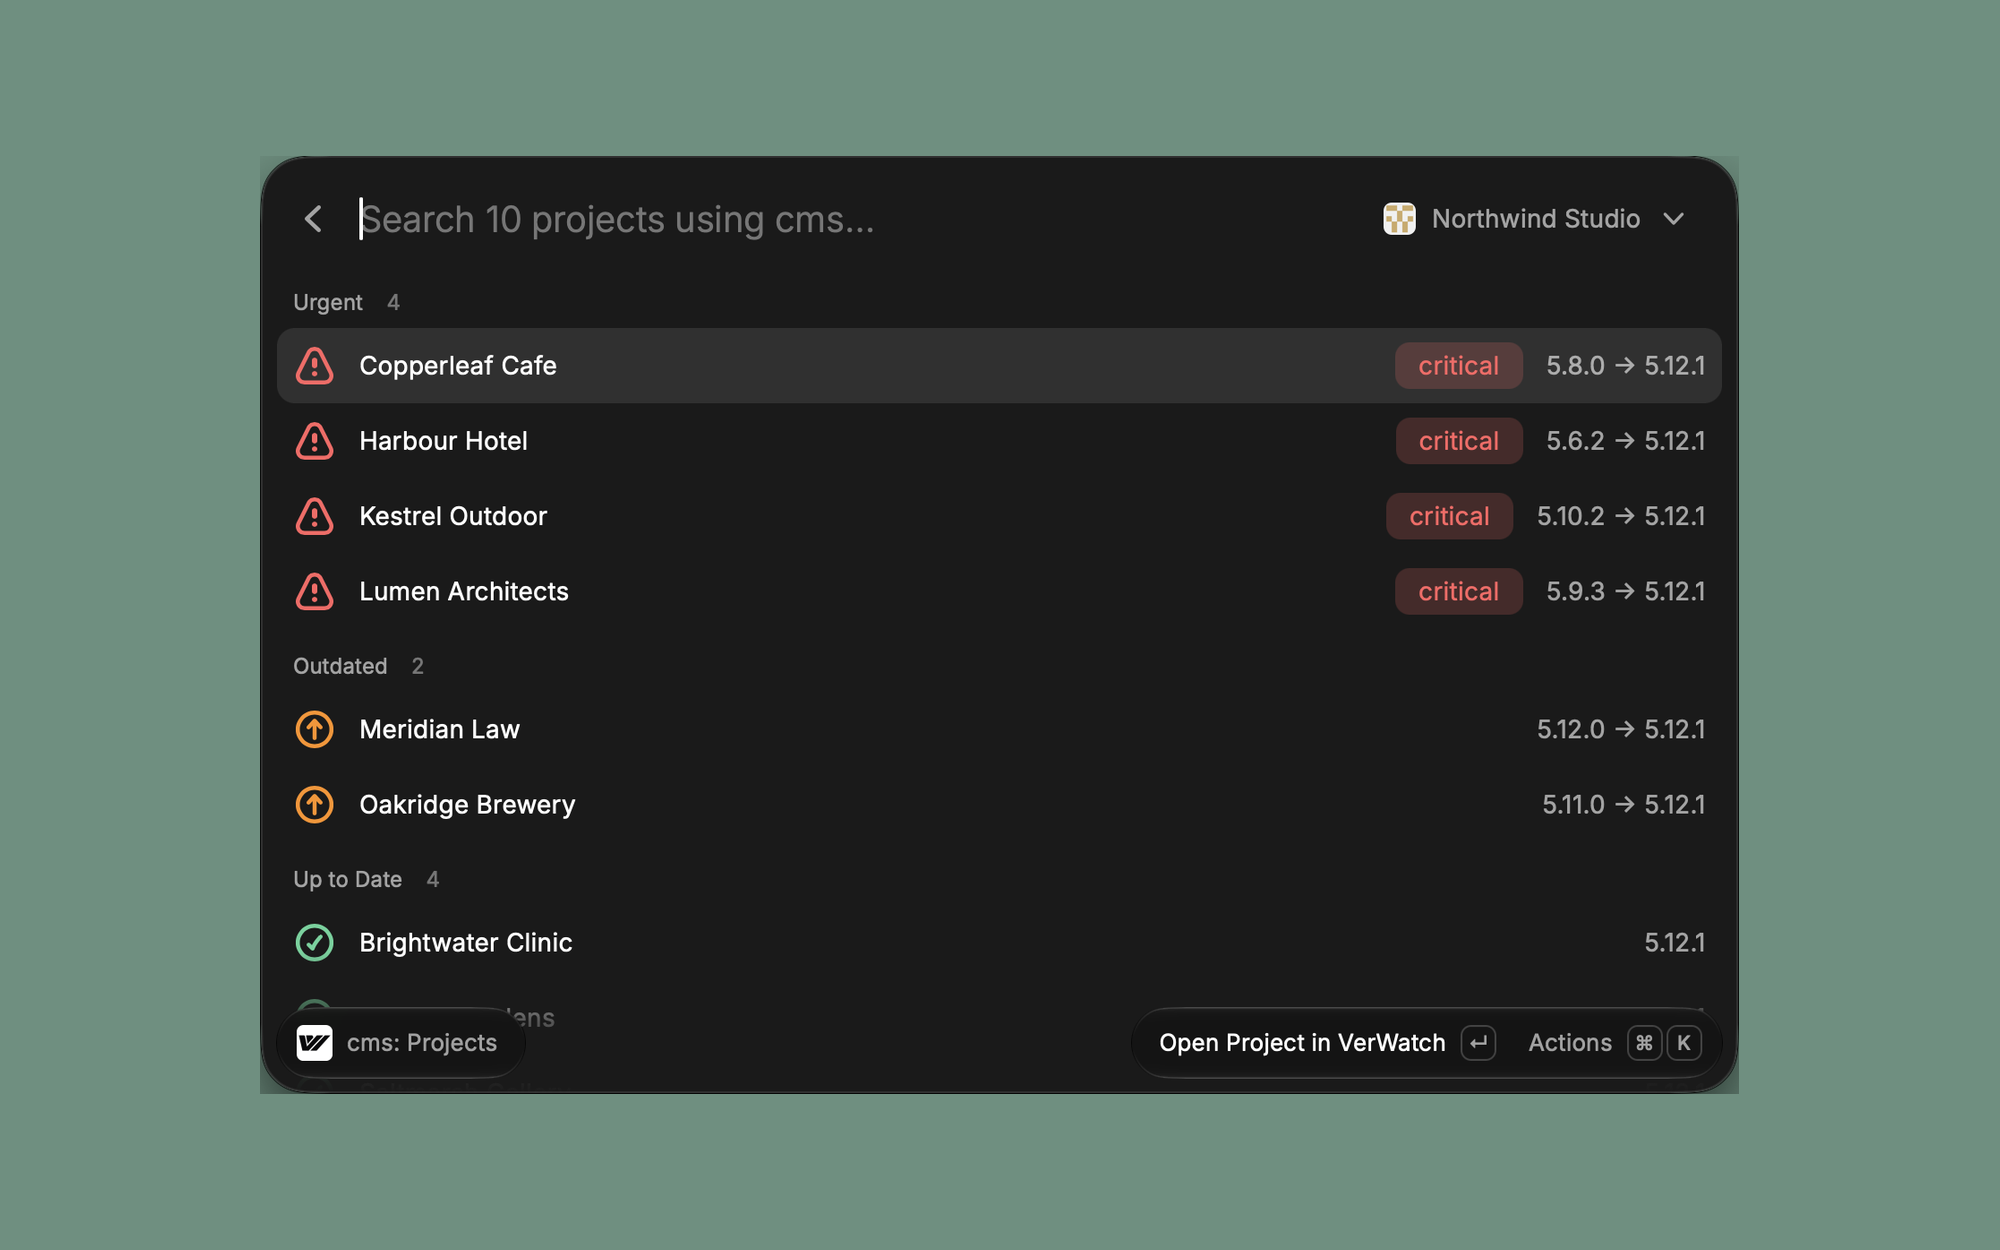 Search 10 projects using cms...
Northwind Studio
Urgent 4
Copperleaf Cafe critical 5.8.0 → 5.12.1
Harbour Hotel critical 5.6.2 → 5.12.1
Kestrel Outdoor critical 5.10.2 → 5.12.1
Lumen Architects critical 5.9.3 → 5.12.1
Outdated 2
Meridian Law 5.12.0 → 5.12.1
Oakridge Brewery 5.11.0 → 5.12.1
Up to Date 4
Brightwater Clinic 5.12.1
cms: Projects
Open Project in VerWatch ↵ Actions ⌘ K